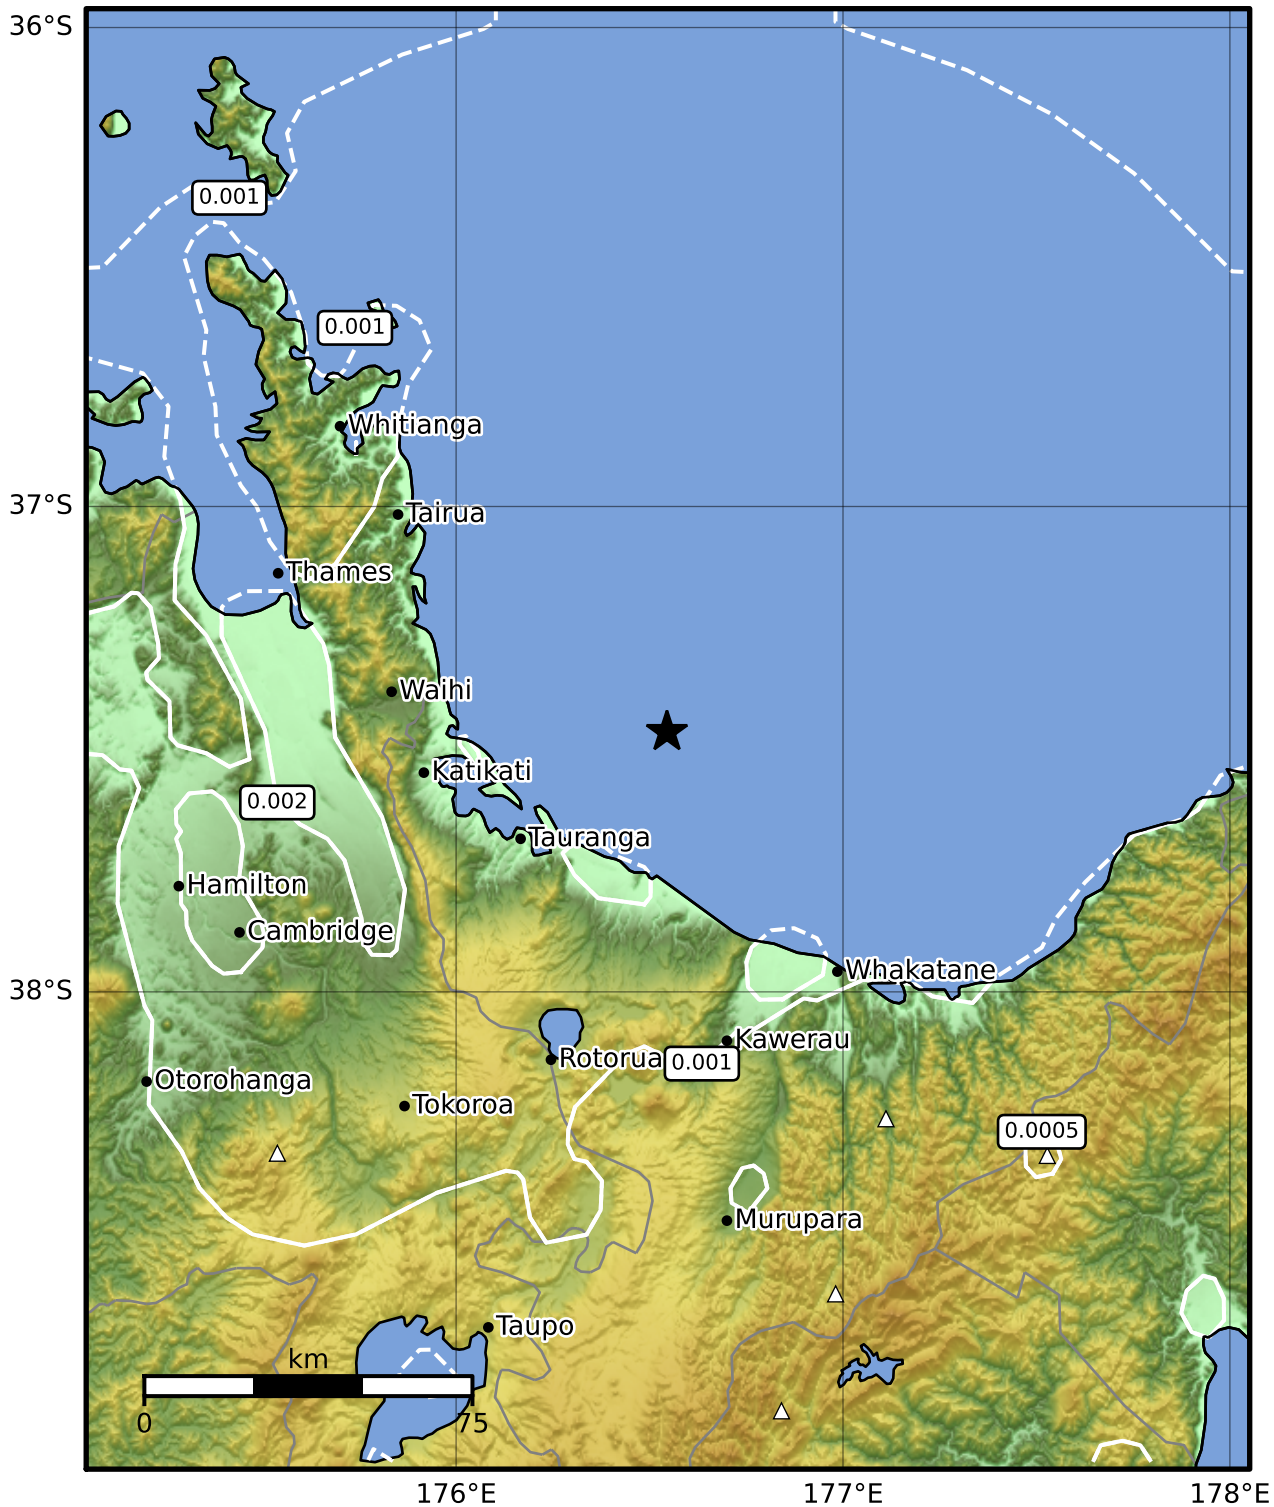 36°S
0.001
0.001
Whitianga
37°S
Tairua
Thames
Waihi
Katikati
0.002
Tauranga
Hamilton
Cambridge
Whakatane
38°S
Kawerau
Rotorua
0.001
Otorohanga
Tokoroa
0.0005
Murupara
Taupo
km
0
75
176°E
177°E
178°E